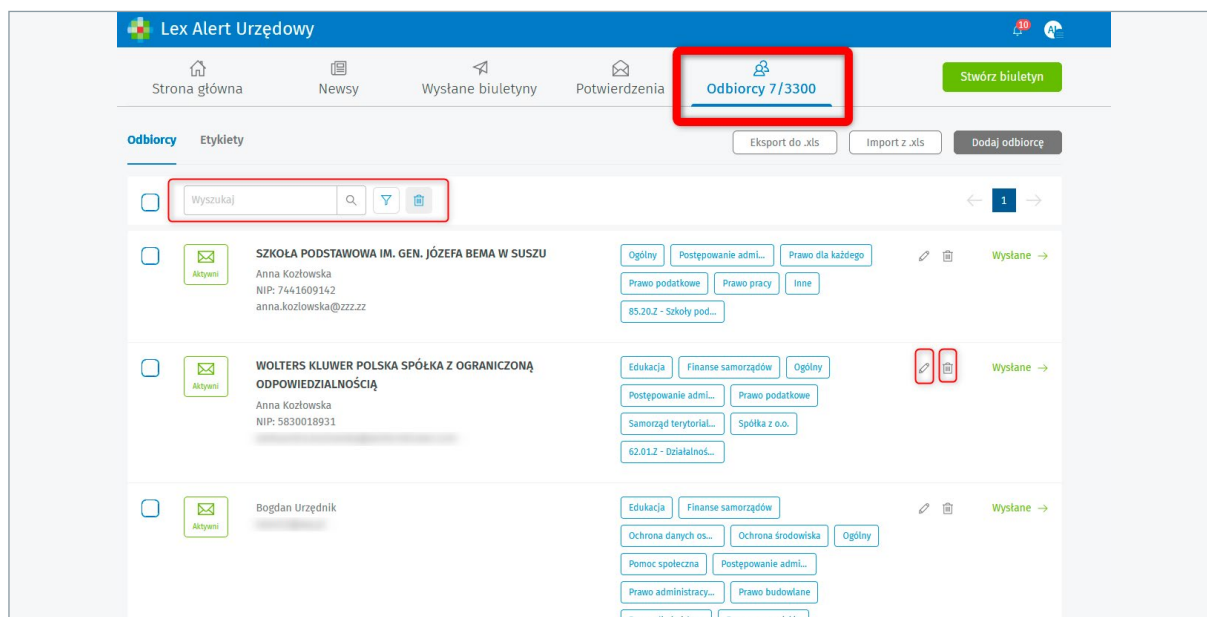 Lex Alert Urzędowy
10
Strona główna
Newsy
Wysłane biuletyny
Potwierdzenia
Odbiorcy 7/3300
Stwórz biuletyn
Odbiorcy
Etykiety
Eksport do .xls
Import z .xls
Dodaj odbiorcę
Wyszukaj
1
Aktywni
SZKOŁA PODSTAWOWA IM. GEN. JÓZEFA BEMA W SUSZU
Anna Kozłowska
NIP: 7441609142
anna.kozlowska@zzz.zz
Ogólny Postępowanie admi... Prawo dla każdego
Prawo podatkowe Prawo pracy Inne
85.20.Z - Szkoły pod...
Wysłane →
Aktywni
WOLTERS KLUWER POLSKA SPÓŁKA Z OGRANICZONĄ
ODPOWIEDZIALNOŚCIĄ
Anna Kozłowska
NIP: 5830018931
Edukacja Finanse samorządów Ogólny
Postępowanie admi... Prawo podatkowe
Samorząd terytorial... Spółka z o.o.
62.01.Z - Działalnoś...
Wysłane →
Aktywni
Bogdan Urzędnik
Edukacja Finanse samorządów
Ochrona danych os... Ochrona środowiska Ogólny
Pomoc społeczna Postępowanie admi...
Prawo administracy... Prawo budowlane
Wysłane →